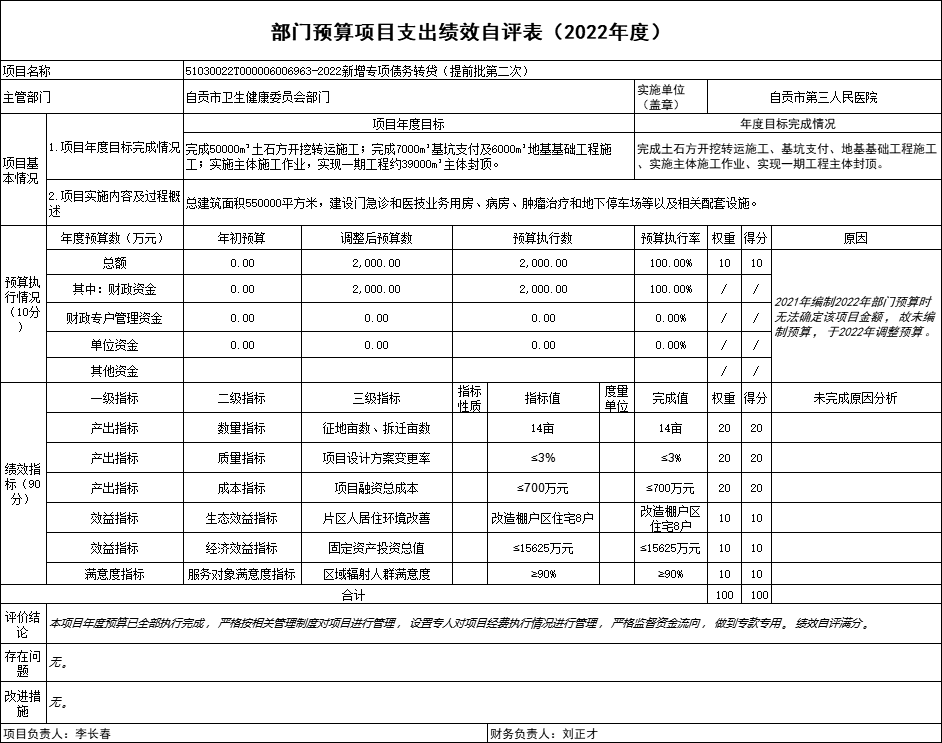 部门预算项目支出绩效自评表（2022年度）
项目名称 51030022T000006006963-2022新增专项债务转贷（提前批第二次）
主管部门 自贡市卫生健康委员会部门 实施单位（盖章） 自贡市第三人民医院
项目基本情况 1.项目年度目标完成情况 项目年度目标 年度目标完成情况
完成50000m³土石方开挖转运施工；完成7000m³基坑支付及6000m³地基基础工程施工；实施主体施工作业，实现一期工程约39000m³主体封顶。 完成土石方开挖转运施工、基坑支付、地基基础工程施工、实施主体施工作业、实现一期工程主体封顶。
2.项目实施内容及过程概述 总建筑面积550000平方米，建设门急诊和医技业务用房、病房、肿瘤治疗和地下停车场等以及相关配套设施。
预算执行情况（10分） 年度预算数（万元） 年初预算 调整后预算数 预算执行数 预算执行率 权重 得分 原因
总额 0.00 2,000.00 2,000.00 100.00% 10 10 2021年编制2022年部门预算时无法确定该项目金额，故未编制预算，于2022年调整预算。
其中：财政资金 0.00 2,000.00 2,000.00 100.00% / /
财政专户管理资金 0.00 0.00 0.00 0.00% / /
单位资金 0.00 0.00 0.00 0.00% / /
其他资金 / /
绩效指标（90分） 一级指标 二级指标 三级指标 指标性质 指标值 度量单位 完成值 权重 得分 未完成原因分析
产出指标 数量指标 征地亩数、拆迁亩数 14亩 14亩 20 20
产出指标 质量指标 项目设计方案变更率 ≤3% ≤3% 20 20
产出指标 成本指标 项目融资总成本 ≤700万元 ≤700万元 20 20
效益指标 生态效益指标 片区人居住环境改善 改造棚户区住宅8户 改造棚户区住宅8户 10 10
效益指标 经济效益指标 固定资产投资总值 ≤15625万元 ≤15625万元 10 10
满意度指标 服务对象满意度指标 区域辐射人群满意度 ≥90% ≥90% 10 10
合计 100 100
评价结论 本项目年度预算已全部执行完成，严格按相关管理制度对项目进行管理，设置专人对项目经费执行情况进行管理，严格监督资金流向，做到专款专用。绩效自评满分。
存在问题 无。
改进措施 无。
项目负责人：李长春 财务负责人：刘正才